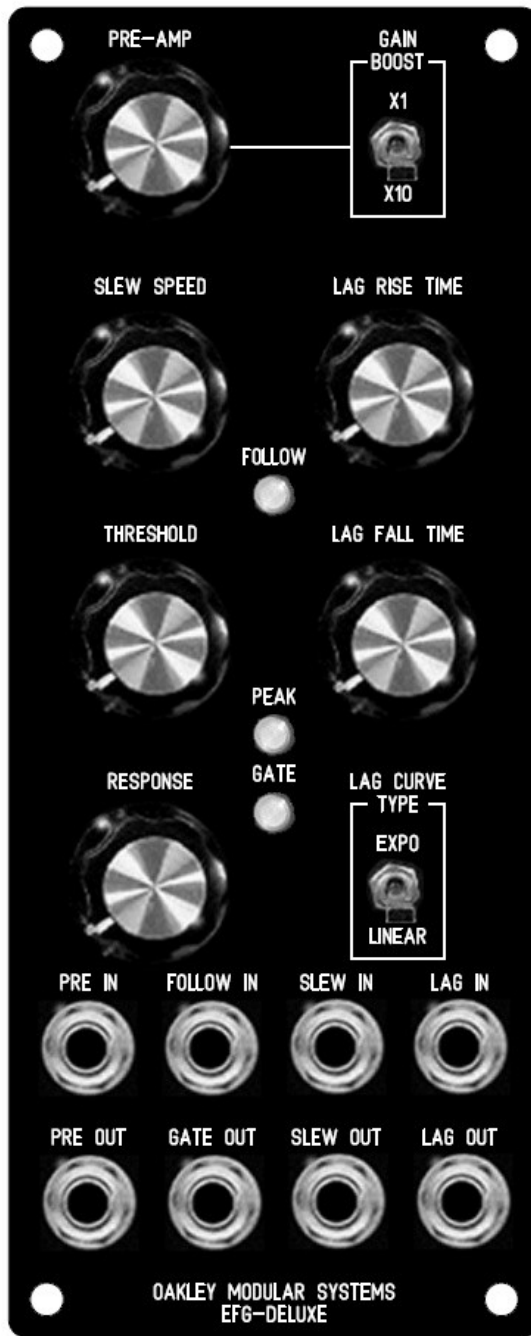 PRE-AMP
GAIN
BOOST
X1
X10
SLEW SPEED
LAG RISE TIME
FOLLOW
THRESHOLD
LAG FALL TIME
PEAK
GATE
RESPONSE
LAG CURVE
TYPE
EXPO
LINEAR
PRE IN
FOLLOW IN
SLEW IN
LAG IN
PRE OUT
GATE OUT
SLEW OUT
LAG OUT
OAKLEY MODULAR SYSTEMS
EFG-DELUXE